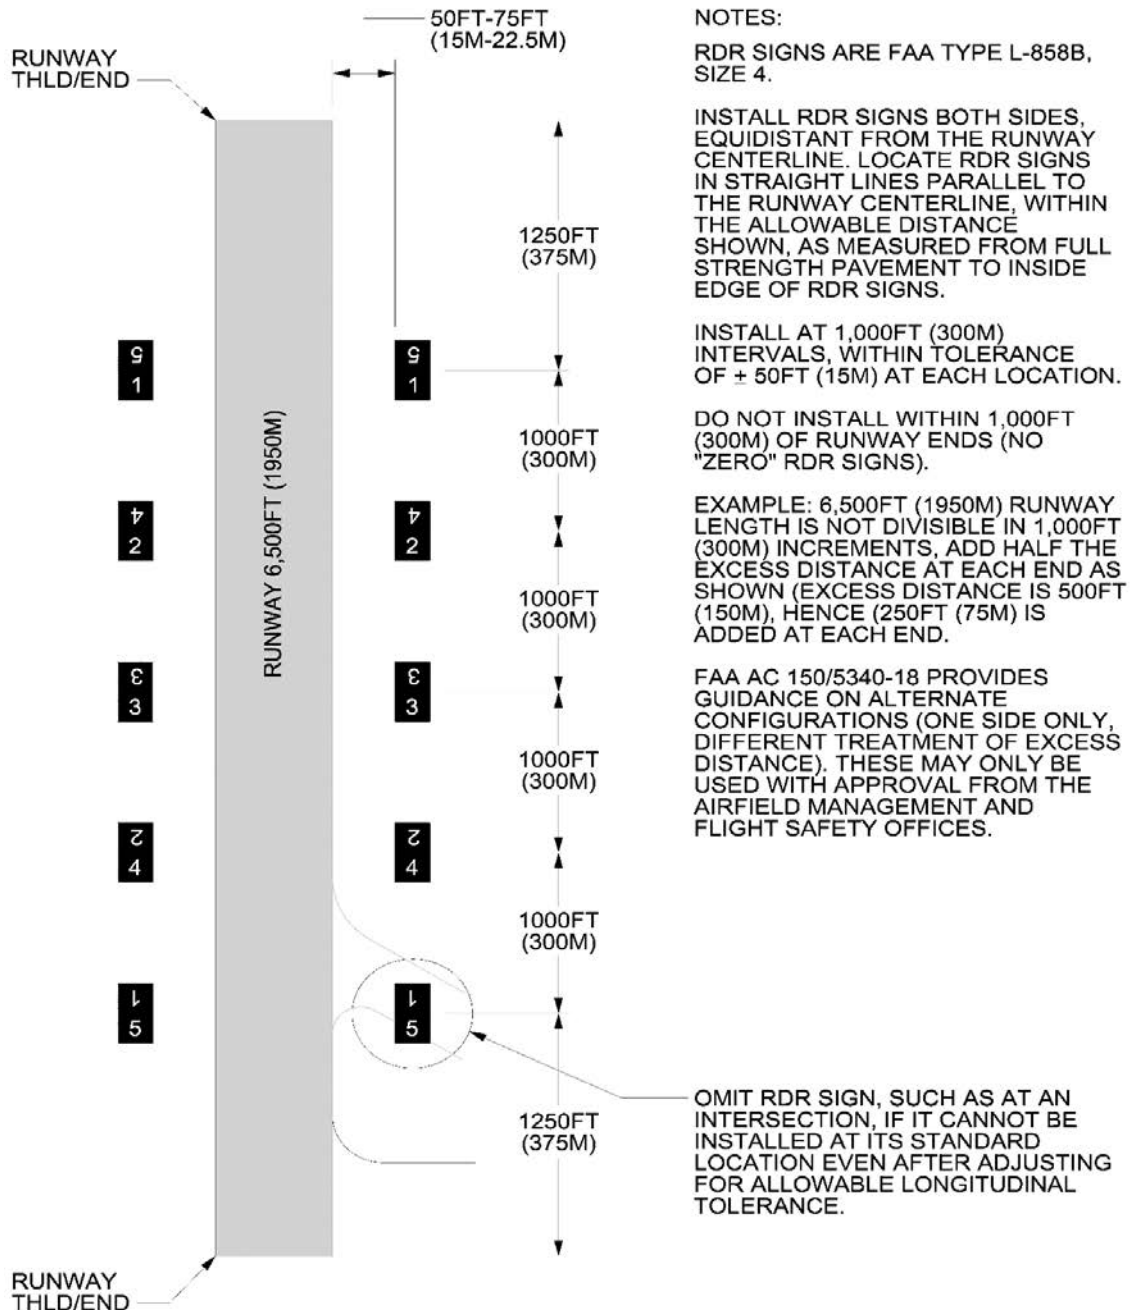 50FT-75FT
(15M-22.5M)
RUNWAY
THLD/END
1250FT
(375M)
5
1
5
1
1000FT
(300M)
4
2
4
2
RUNWAY 6,500FT (1950M)
1000FT
(300M)
3
3
3
3
1000FT
(300M)
2
4
2
4
1000FT
(300M)
1
5
1
5
1250FT
(375M)
RUNWAY
THLD/END
NOTES:
RDR SIGNS ARE FAA TYPE L-858B,
SIZE 4.
INSTALL RDR SIGNS BOTH SIDES,
EQUIDISTANT FROM THE RUNWAY
CENTERLINE. LOCATE RDR SIGNS
IN STRAIGHT LINES PARALLEL TO
THE RUNWAY CENTERLINE, WITHIN
THE ALLOWABLE DISTANCE
SHOWN, AS MEASURED FROM FULL
STRENGTH PAVEMENT TO INSIDE
EDGE OF RDR SIGNS.
INSTALL AT 1,000FT (300M)
INTERVALS, WITHIN TOLERANCE
OF ± 50FT (15M) AT EACH LOCATION.
DO NOT INSTALL WITHIN 1,000FT
(300M) OF RUNWAY ENDS (NO
"ZERO" RDR SIGNS).
EXAMPLE: 6,500FT (1950M) RUNWAY
LENGTH IS NOT DIVISIBLE IN 1,000FT
(300M) INCREMENTS, ADD HALF THE
EXCESS DISTANCE AT EACH END AS
SHOWN (EXCESS DISTANCE IS 500FT
(150M), HENCE (250FT (75M) IS
ADDED AT EACH END.
FAA AC 150/5340-18 PROVIDES
GUIDANCE ON ALTERNATE
CONFIGURATIONS (ONE SIDE ONLY,
DIFFERENT TREATMENT OF EXCESS
DISTANCE). THESE MAY ONLY BE
USED WITH APPROVAL FROM THE
AIRFIELD MANAGEMENT AND
FLIGHT SAFETY OFFICES.
OMIT RDR SIGN, SUCH AS AT AN
INTERSECTION, IF IT CANNOT BE
INSTALLED AT ITS STANDARD
LOCATION EVEN AFTER ADJUSTING
FOR ALLOWABLE LONGITUDINAL
TOLERANCE.